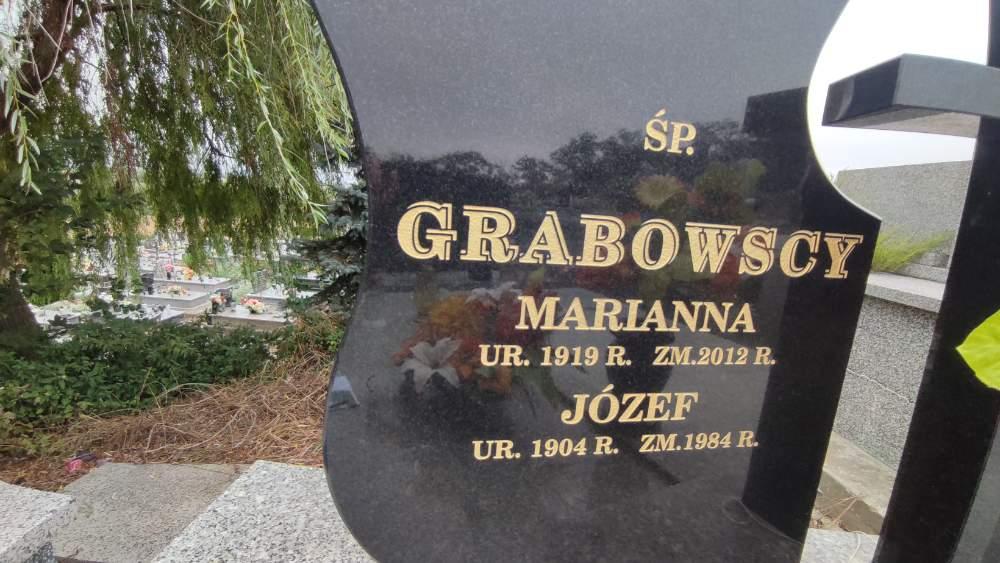 ŚP.
GRABOWSCY
MARIANNA
UR. 1919 R. ZM.2012 R.
JÓZEF
UR. 1904 R. ZM.1984 R.